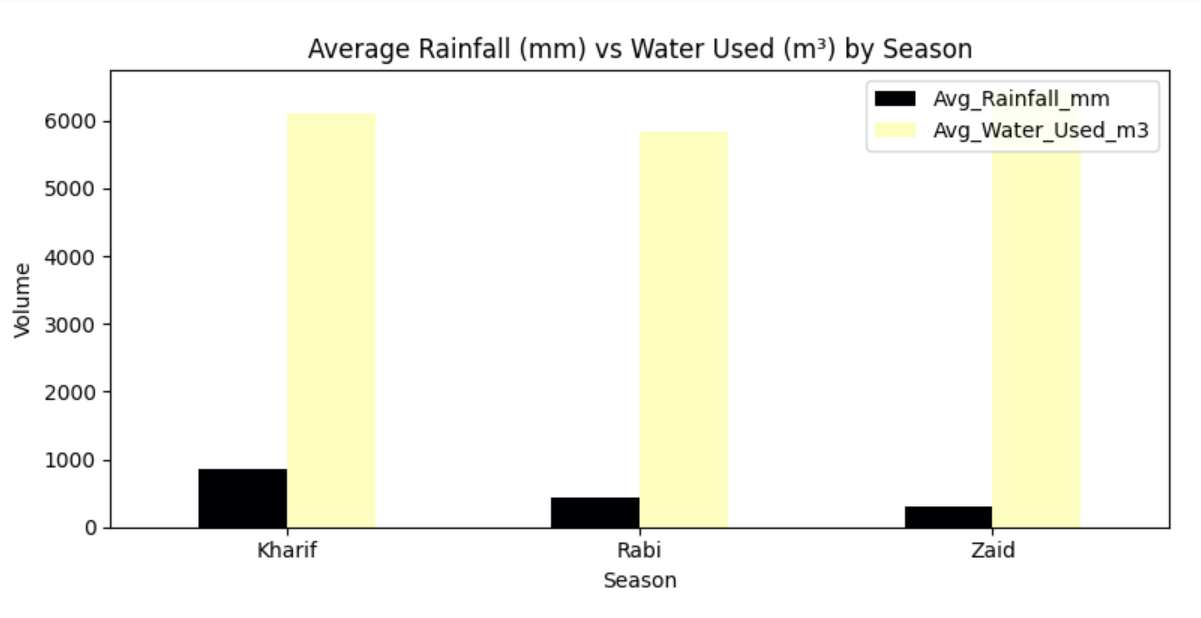 Average Rainfall (mm) vs Water Used (m³) by Season
Avg_Rainfall_mm
Avg_Water_Used_m3
Volume
6000
5000
4000
3000
2000
1000
0
Kharif
Rabi
Zaid
Season